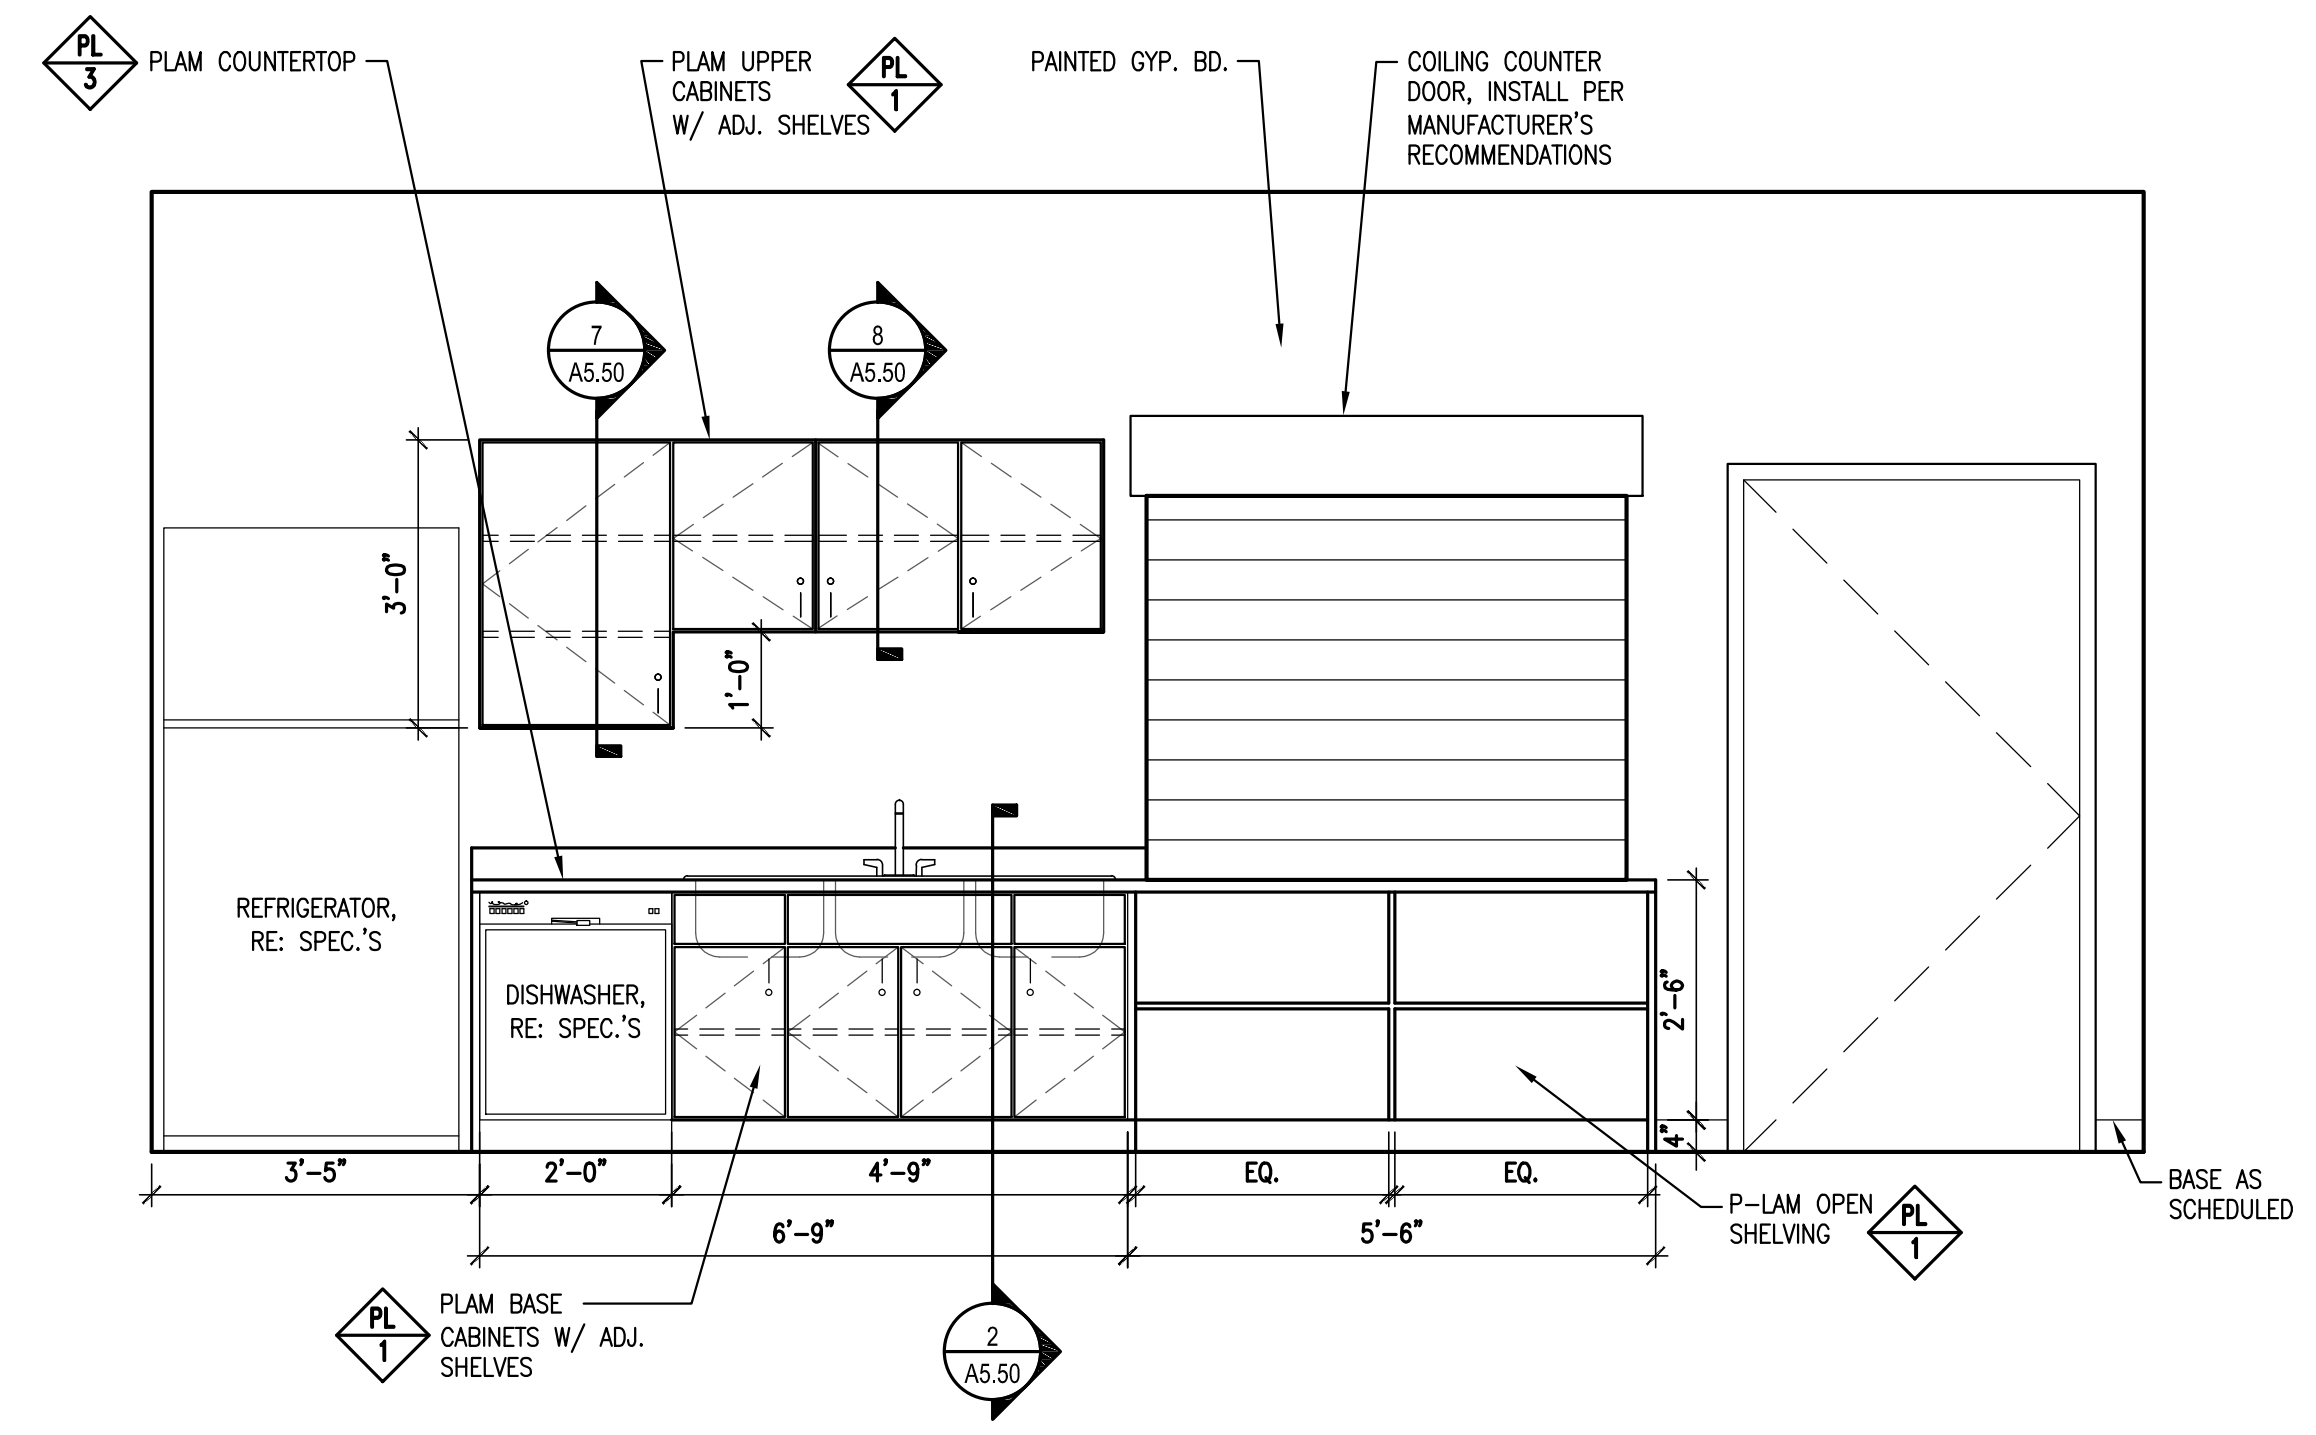 PL
3
PLAM COUNTERTOP
PLAM UPPER
CABINETS
W/ ADJ. SHELVES
PL
1
PAINTED GYP. BD.
COILING COUNTER
DOOR, INSTALL PER
MANUFACTURER'S
RECOMMENDATIONS
7
A5.50
8
A5.50
3'-0"
1'-0"
REFRIGERATOR,
RE: SPEC.'S
DISHWASHER,
RE: SPEC.'S
2'-6"
4"
3'-5"
2'-0"
4'-9"
EQ.
EQ.
6'-9"
5'-6"
P-LAM OPEN
SHELVING
PL
1
BASE AS
SCHEDULED
PL
1
PLAM BASE
CABINETS W/ ADJ.
SHELVES
2
A5.50